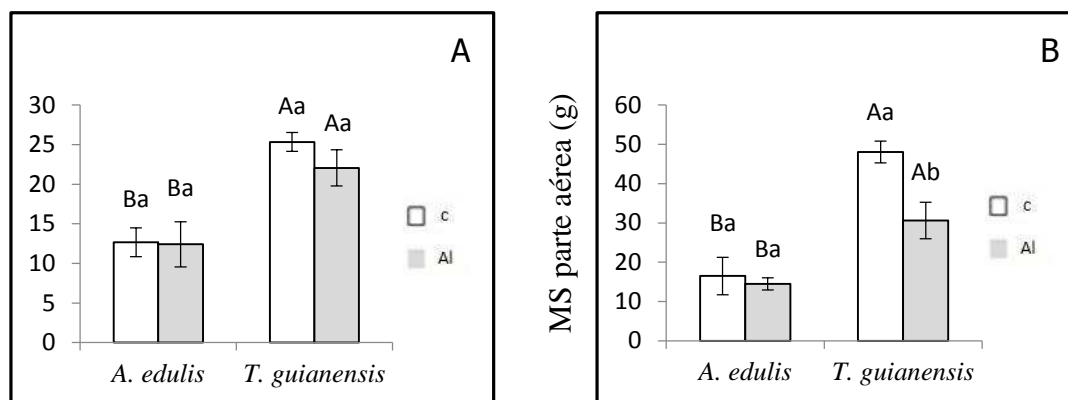 A
30
25
20
15
10
5
0
Aa Aa
Ba Ba
c
Al
A. edulis T. guianensis
B
MS parte aérea (g)
60
50
40
30
20
10
0
Aa
Ab
Ba Ba
c
Al
A. edulis T. guianensis